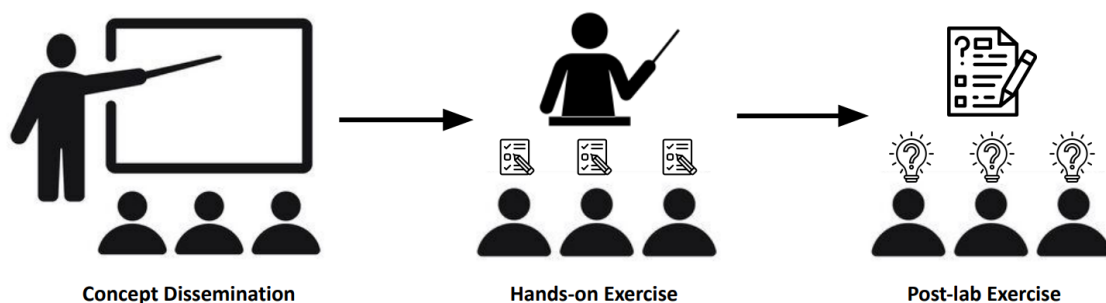 Concept Dissemination
Hands-on Exercise
Post-lab Exercise